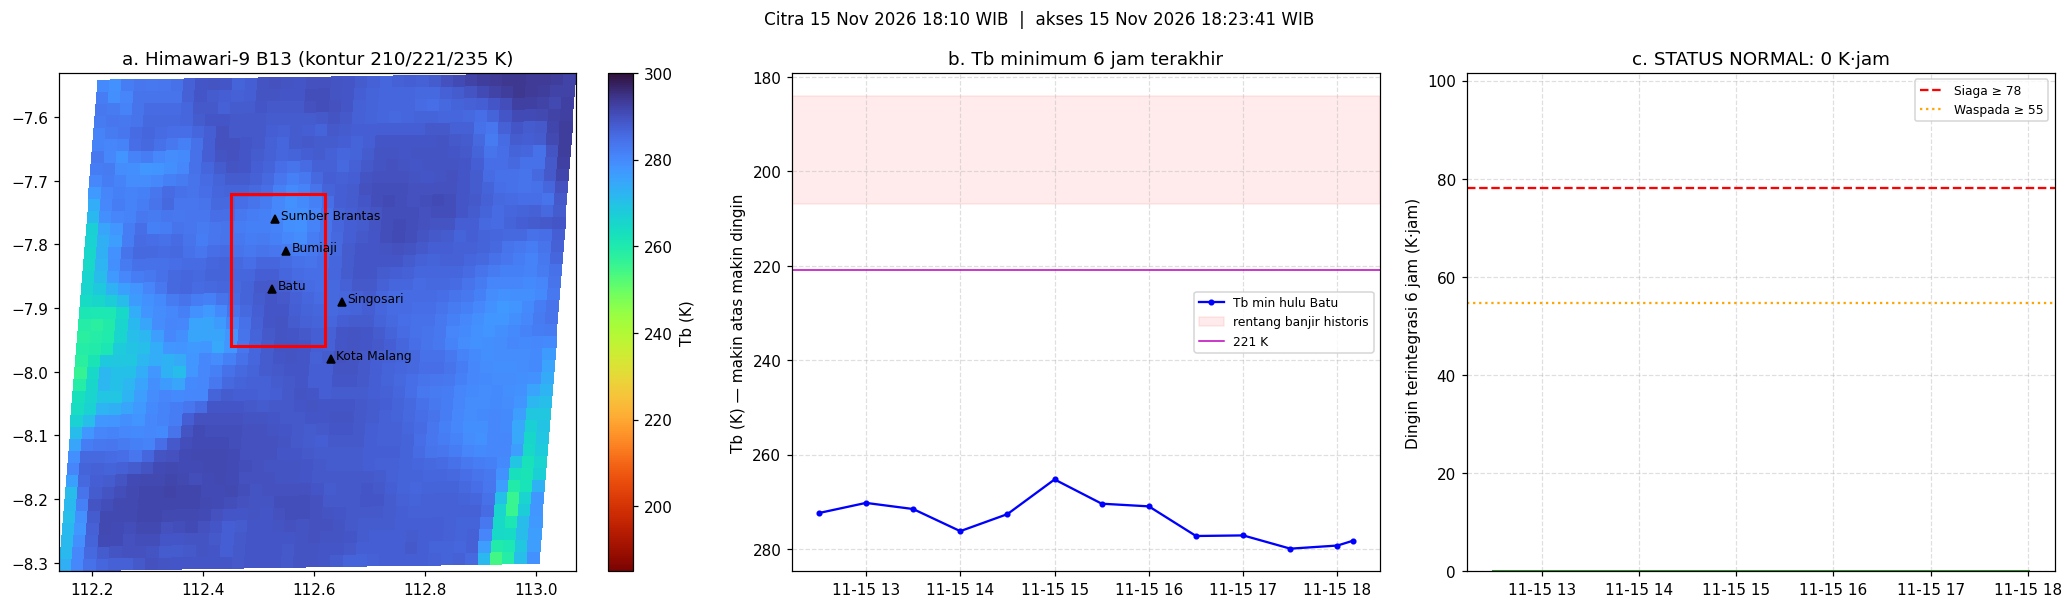 Citra 15 Nov 2026 18:10 WIB | akses 15 Nov 2026 18:23:41 WIB
a. Himawari-9 B13 (kontur 210/221/235 K)
−7.6
−7.7
−7.8
−7.9
−8.0
−8.1
−8.2
−8.3
112.2
112.4
112.6
112.8
113.0
Sumber Brantas
Bumiaji
Batu
Singosari
Kota Malang
300
280
260
240
220
200
Tb (K)
b. Tb minimum 6 jam terakhir
Tb (K) — makin atas makin dingin
180
200
220
240
260
280
11-15 13
11-15 14
11-15 15
11-15 16
11-15 17
11-15 18
Tb min hulu Batu
rentang banjir historis
221 K
c. STATUS NORMAL: 0 K·jam
Dingin terintegrasi 6 jam (K·jam)
100
80
60
40
20
0
11-15 13
11-15 14
11-15 15
11-15 16
11-15 17
11-15 18
Siaga ≥ 78
Waspada ≥ 55